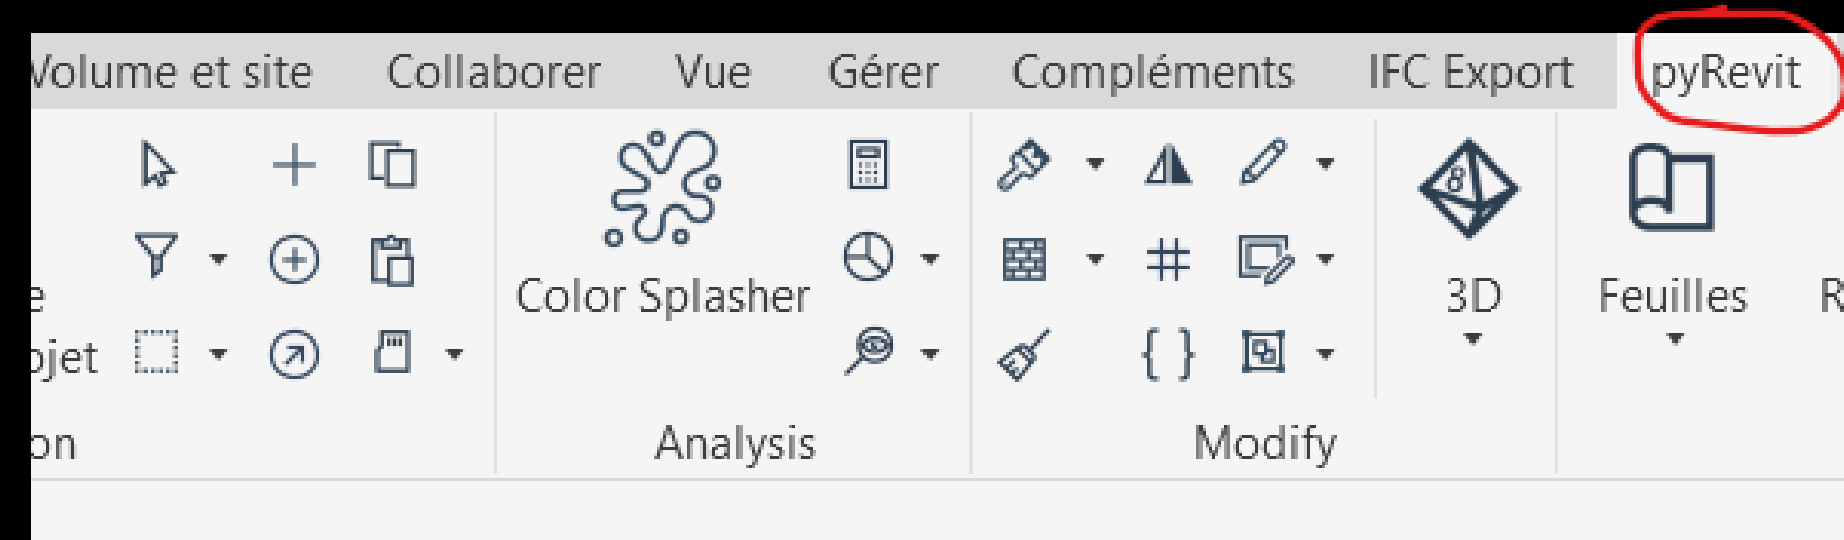 Volume et site Collaborer Vue Gérer Compléments IFC Export pyRevit
Color Splasher 3D Feuilles
Analysis Modify